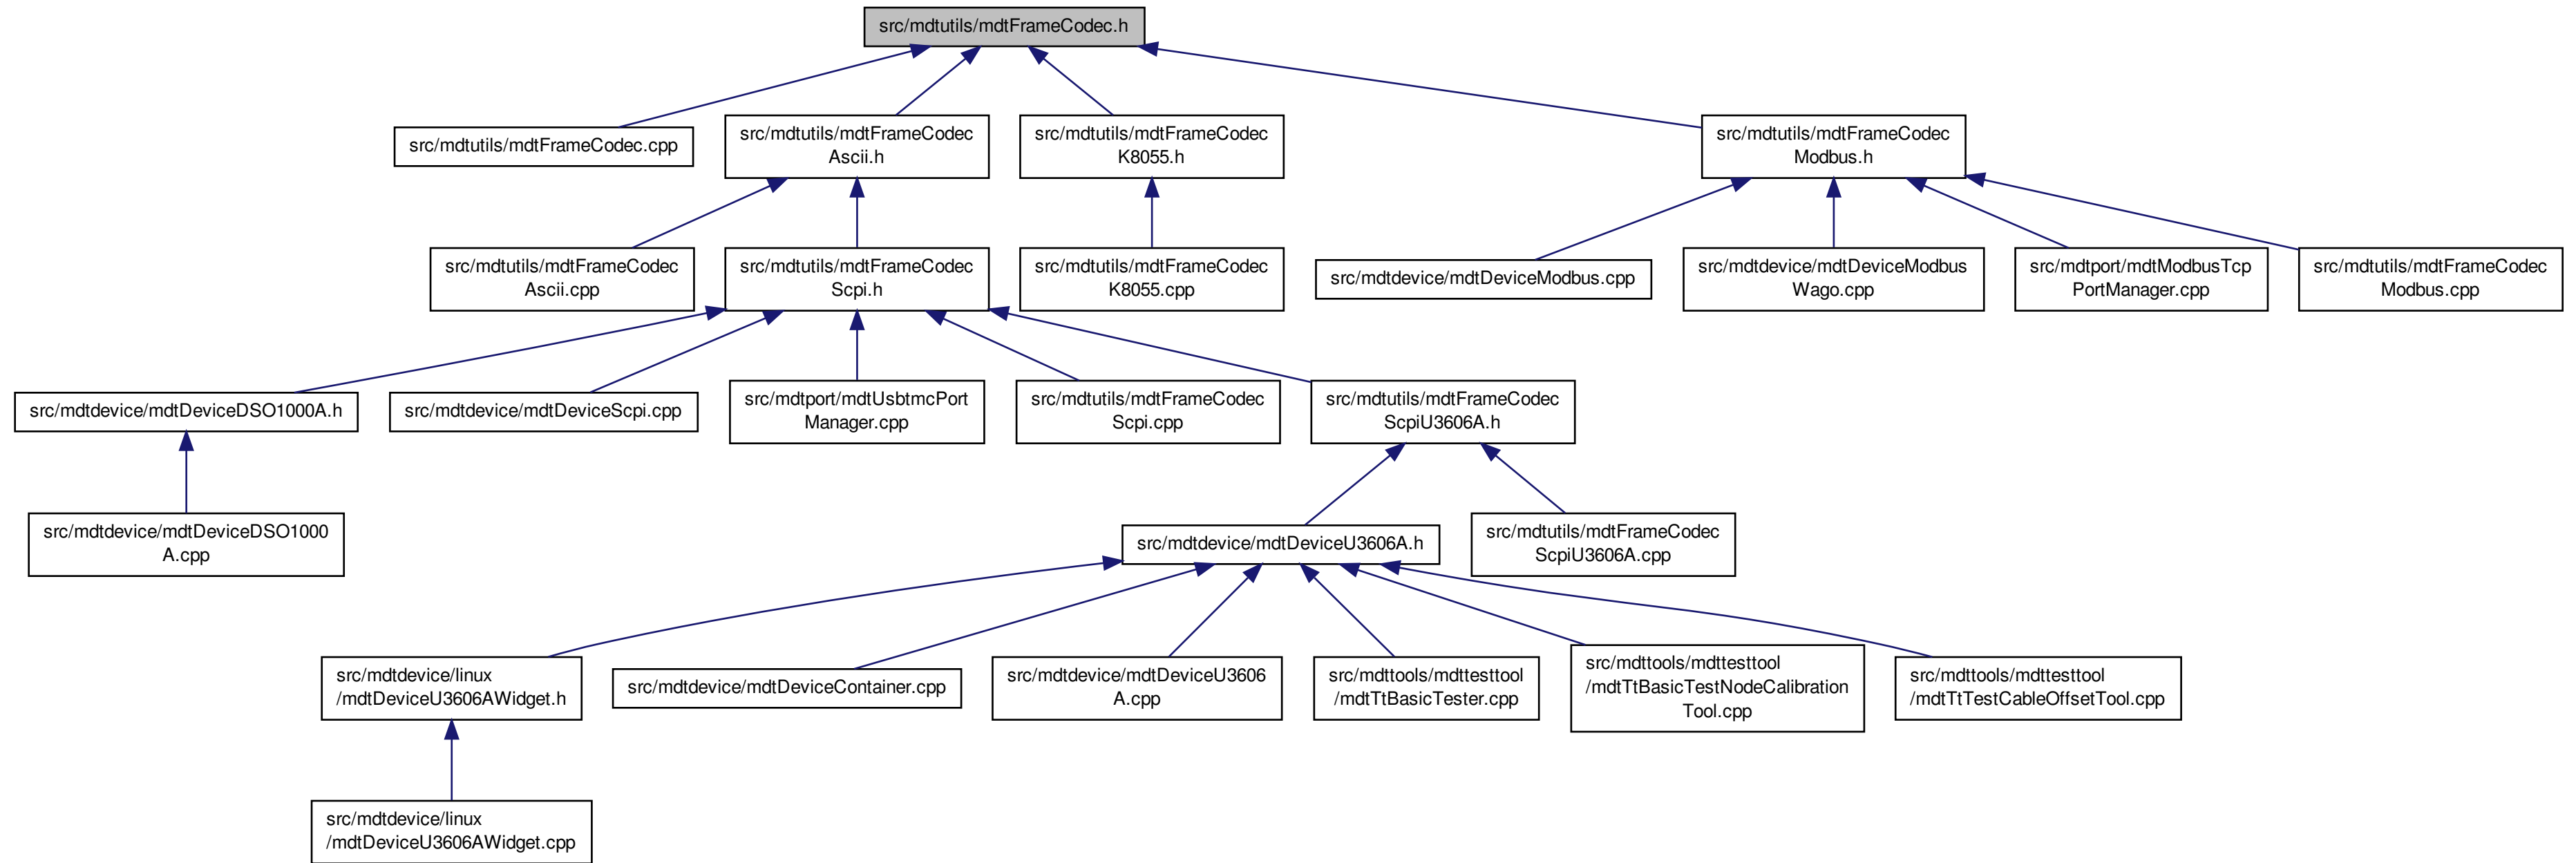 src/mdtutils/mdtFrameCodec.h
src/mdtutils/mdtFrameCodec.cpp
src/mdtutils/mdtFrameCodec
Ascii.h
src/mdtutils/mdtFrameCodec
K8055.h
src/mdtutils/mdtFrameCodec
Modbus.h
src/mdtutils/mdtFrameCodec
Ascii.cpp
src/mdtutils/mdtFrameCodec
Scpi.h
src/mdtutils/mdtFrameCodec
K8055.cpp
src/mdtdevice/mdtDeviceModbus.cpp
src/mdtdevice/mdtDeviceModbus
Wago.cpp
src/mdtport/mdtModbusTcp
PortManager.cpp
src/mdtutils/mdtFrameCodec
Modbus.cpp
src/mdtdevice/mdtDeviceDSO1000A.h
src/mdtdevice/mdtDeviceScpi.cpp
src/mdtport/mdtUsbtmcPort
Manager.cpp
src/mdtutils/mdtFrameCodec
Scpi.cpp
src/mdtutils/mdtFrameCodec
ScpiU3606A.h
src/mdtdevice/mdtDeviceDSO1000
A.cpp
src/mdtdevice/mdtDeviceU3606A.h
src/mdtutils/mdtFrameCodec
ScpiU3606A.cpp
src/mdtdevice/linux
/mdtDeviceU3606AWidget.h
src/mdtdevice/mdtDeviceContainer.cpp
src/mdtdevice/mdtDeviceU3606
A.cpp
src/mdttools/mdttesttool
/mdtTtBasicTester.cpp
src/mdttools/mdttesttool
/mdtTtBasicTestNodeCalibration
Tool.cpp
src/mdttools/mdttesttool
/mdtTtTestCableOffsetTool.cpp
src/mdtdevice/linux
/mdtDeviceU3606AWidget.cpp